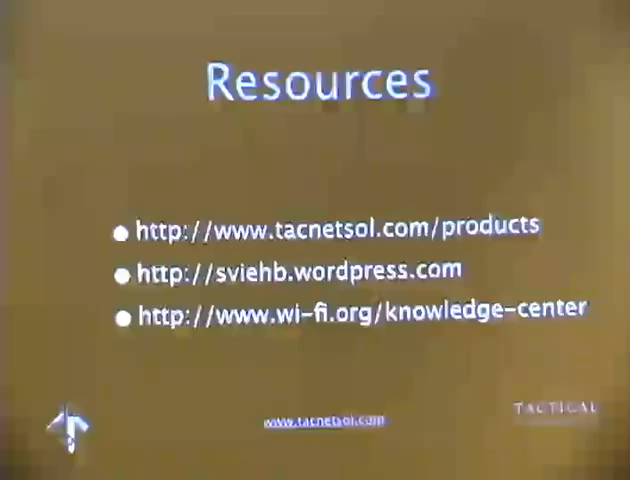 Resources
http://www.tacnetsol.com/products
http://sviehb.wordpress.com
http://www.wi-fi.org/knowledge-center
www.tacnetsol.com
TACTICAL